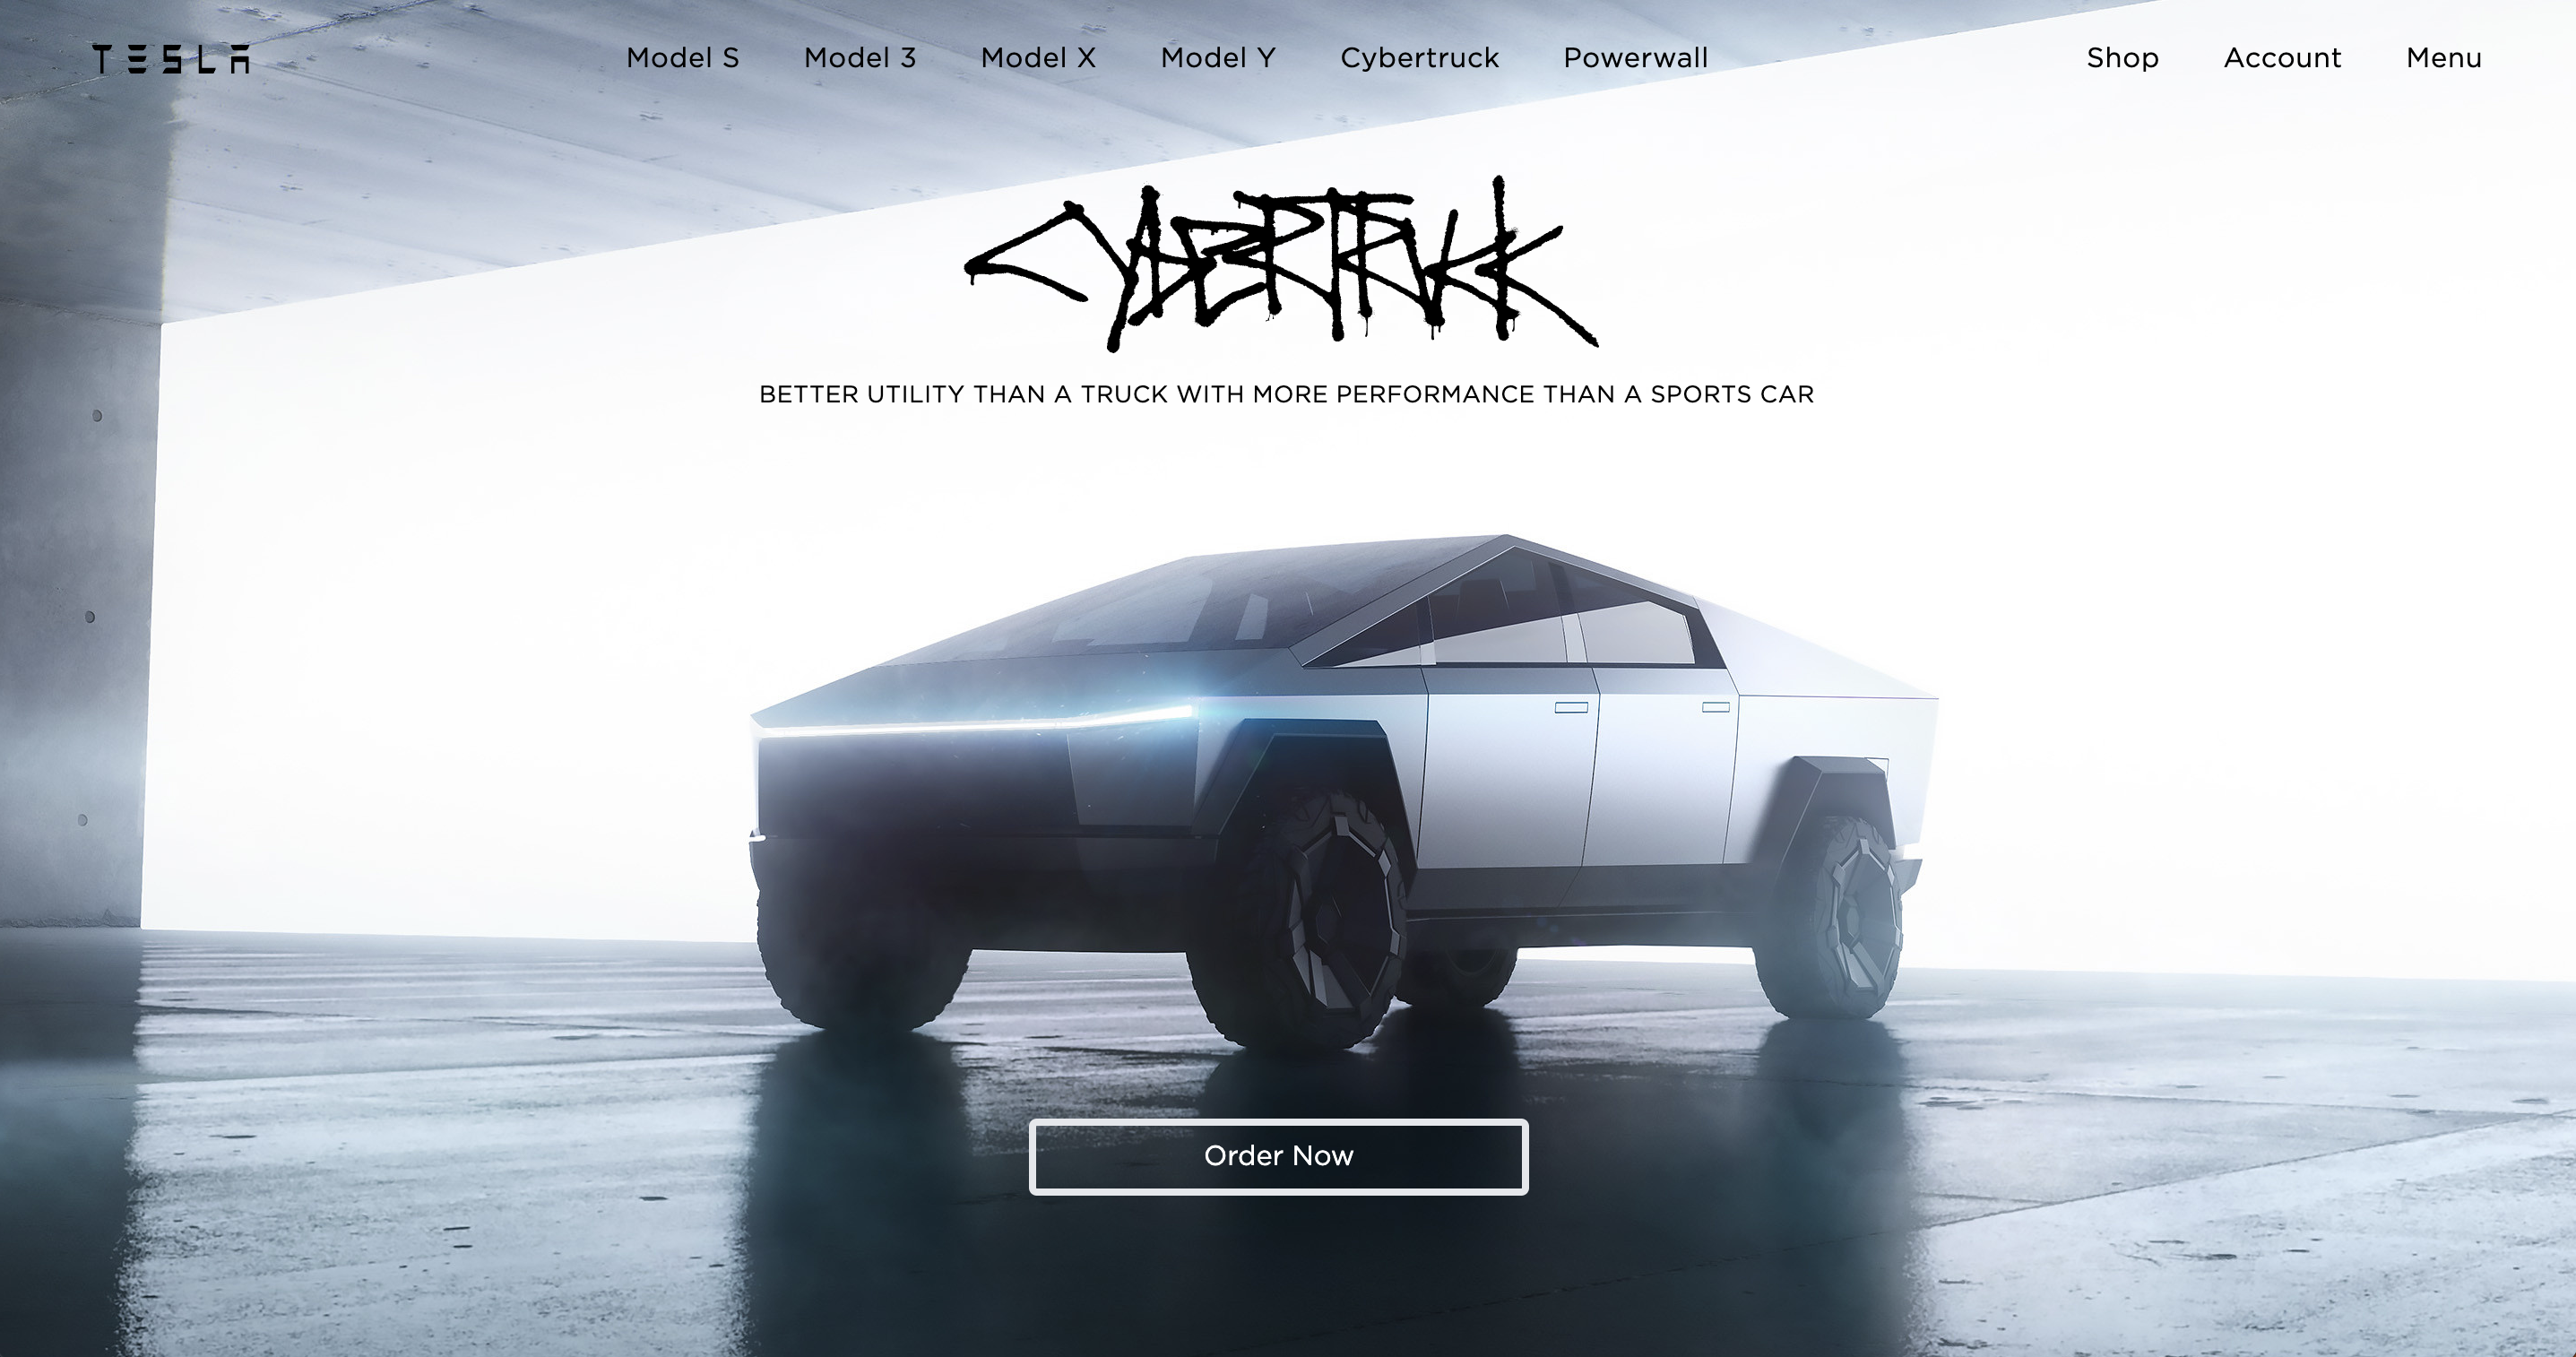 TESLA Model S Model 3 Model X Model Y Cybertruck Powerwall Shop Account Menu
CYBERTRUCK
BETTER UTILITY THAN A TRUCK WITH MORE PERFORMANCE THAN A SPORTS CAR
Order Now